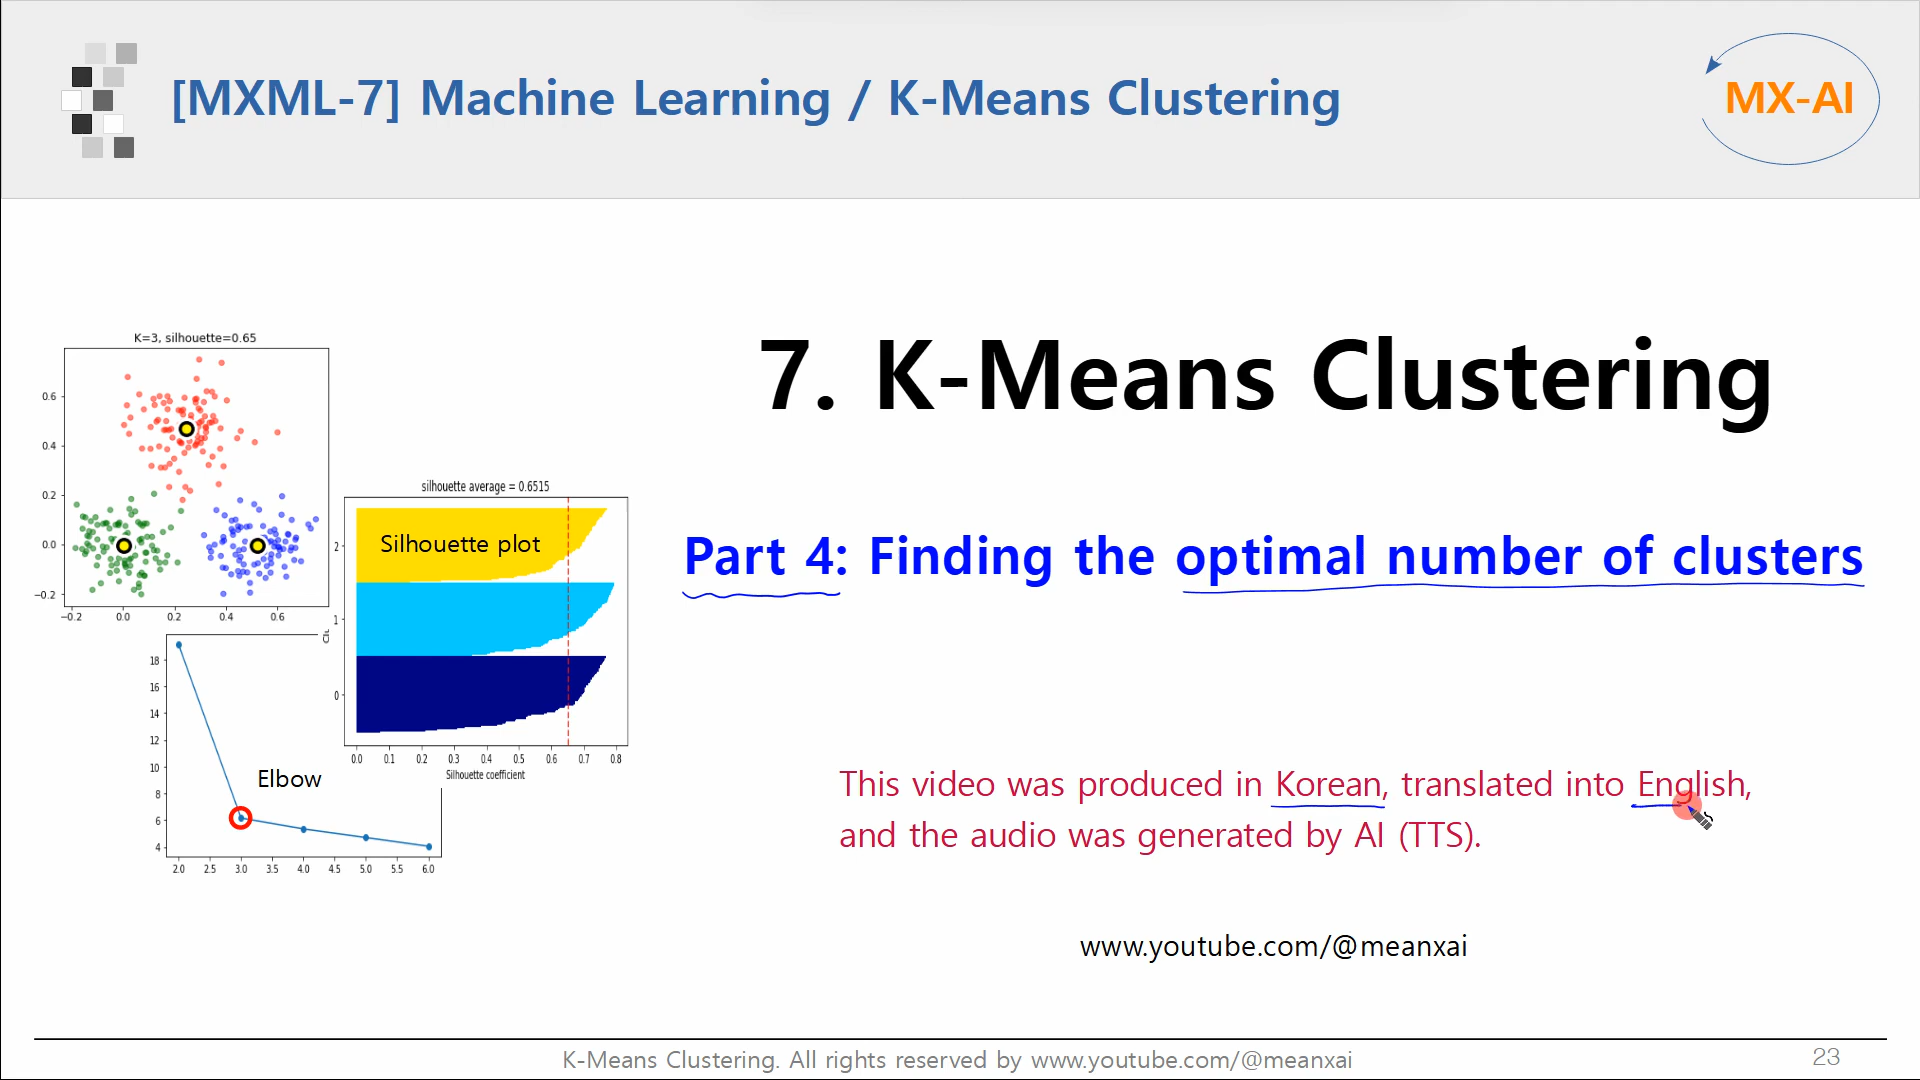 [MXML-7] Machine Learning / K-Means Clustering
MX-AI
7. K-Means Clustering
Part 4: Finding the optimal number of clusters
This video was produced in Korean, translated into English,
and the audio was generated by AI (TTS).
www.youtube.com/@meanxai
K=3, silhouette=0.65
0.6
0.4
0.2
0.0
−0.2
−0.2 0.0 0.2 0.4 0.6
silhouette average = 0.6515
Silhouette plot
2
1
0
0.0 0.1 0.2 0.3 0.4 0.5 0.6 0.7 0.8
Silhouette coefficient
18
16
14
12
10
8
6
4
Elbow
2.0 2.5 3.0 3.5 4.0 4.5 5.0 5.5 6.0
K-Means Clustering. All rights reserved by www.youtube.com/@meanxai
23